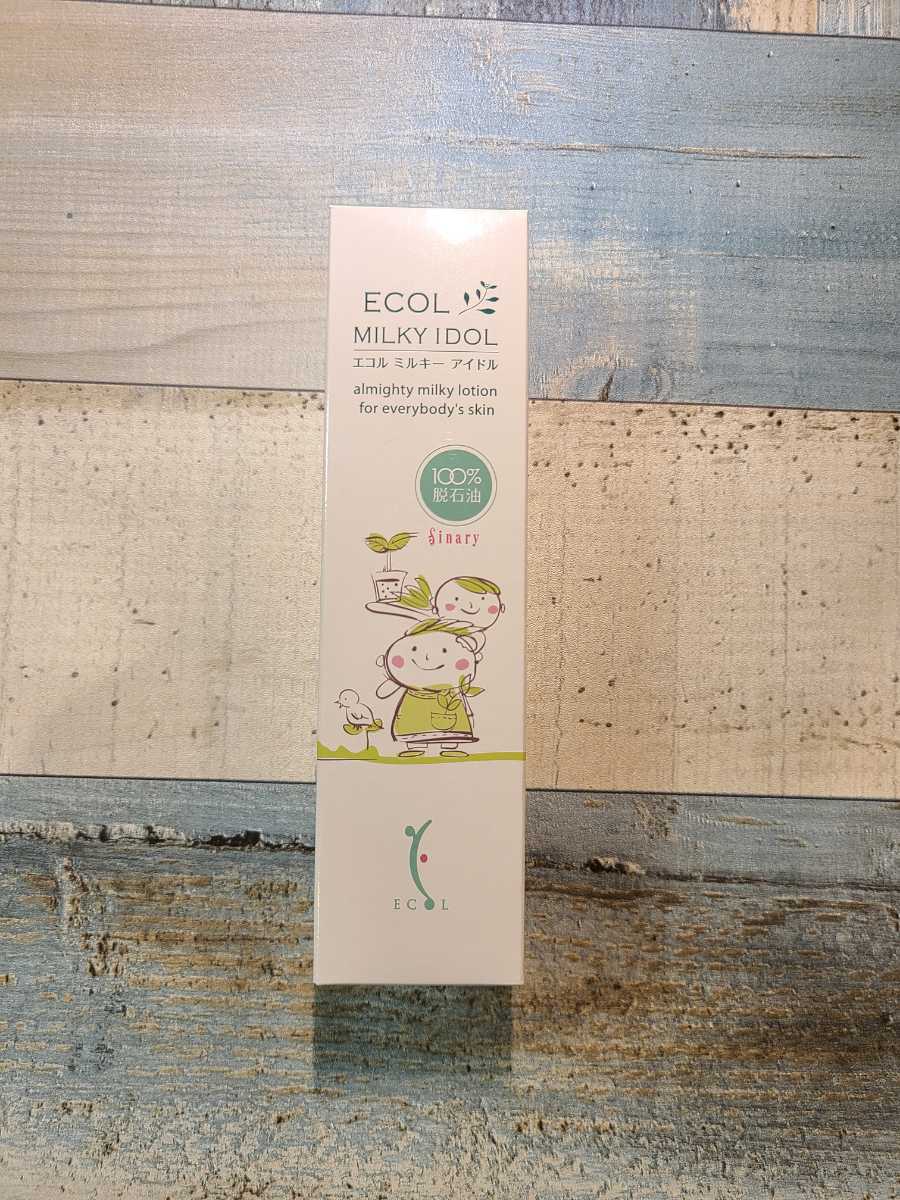 ECOL
MILKY IDOL
エコル ミルキー アイドル
almighty milky lotion
for everybody's skin
100%
脱石油
Sinary
ECOL